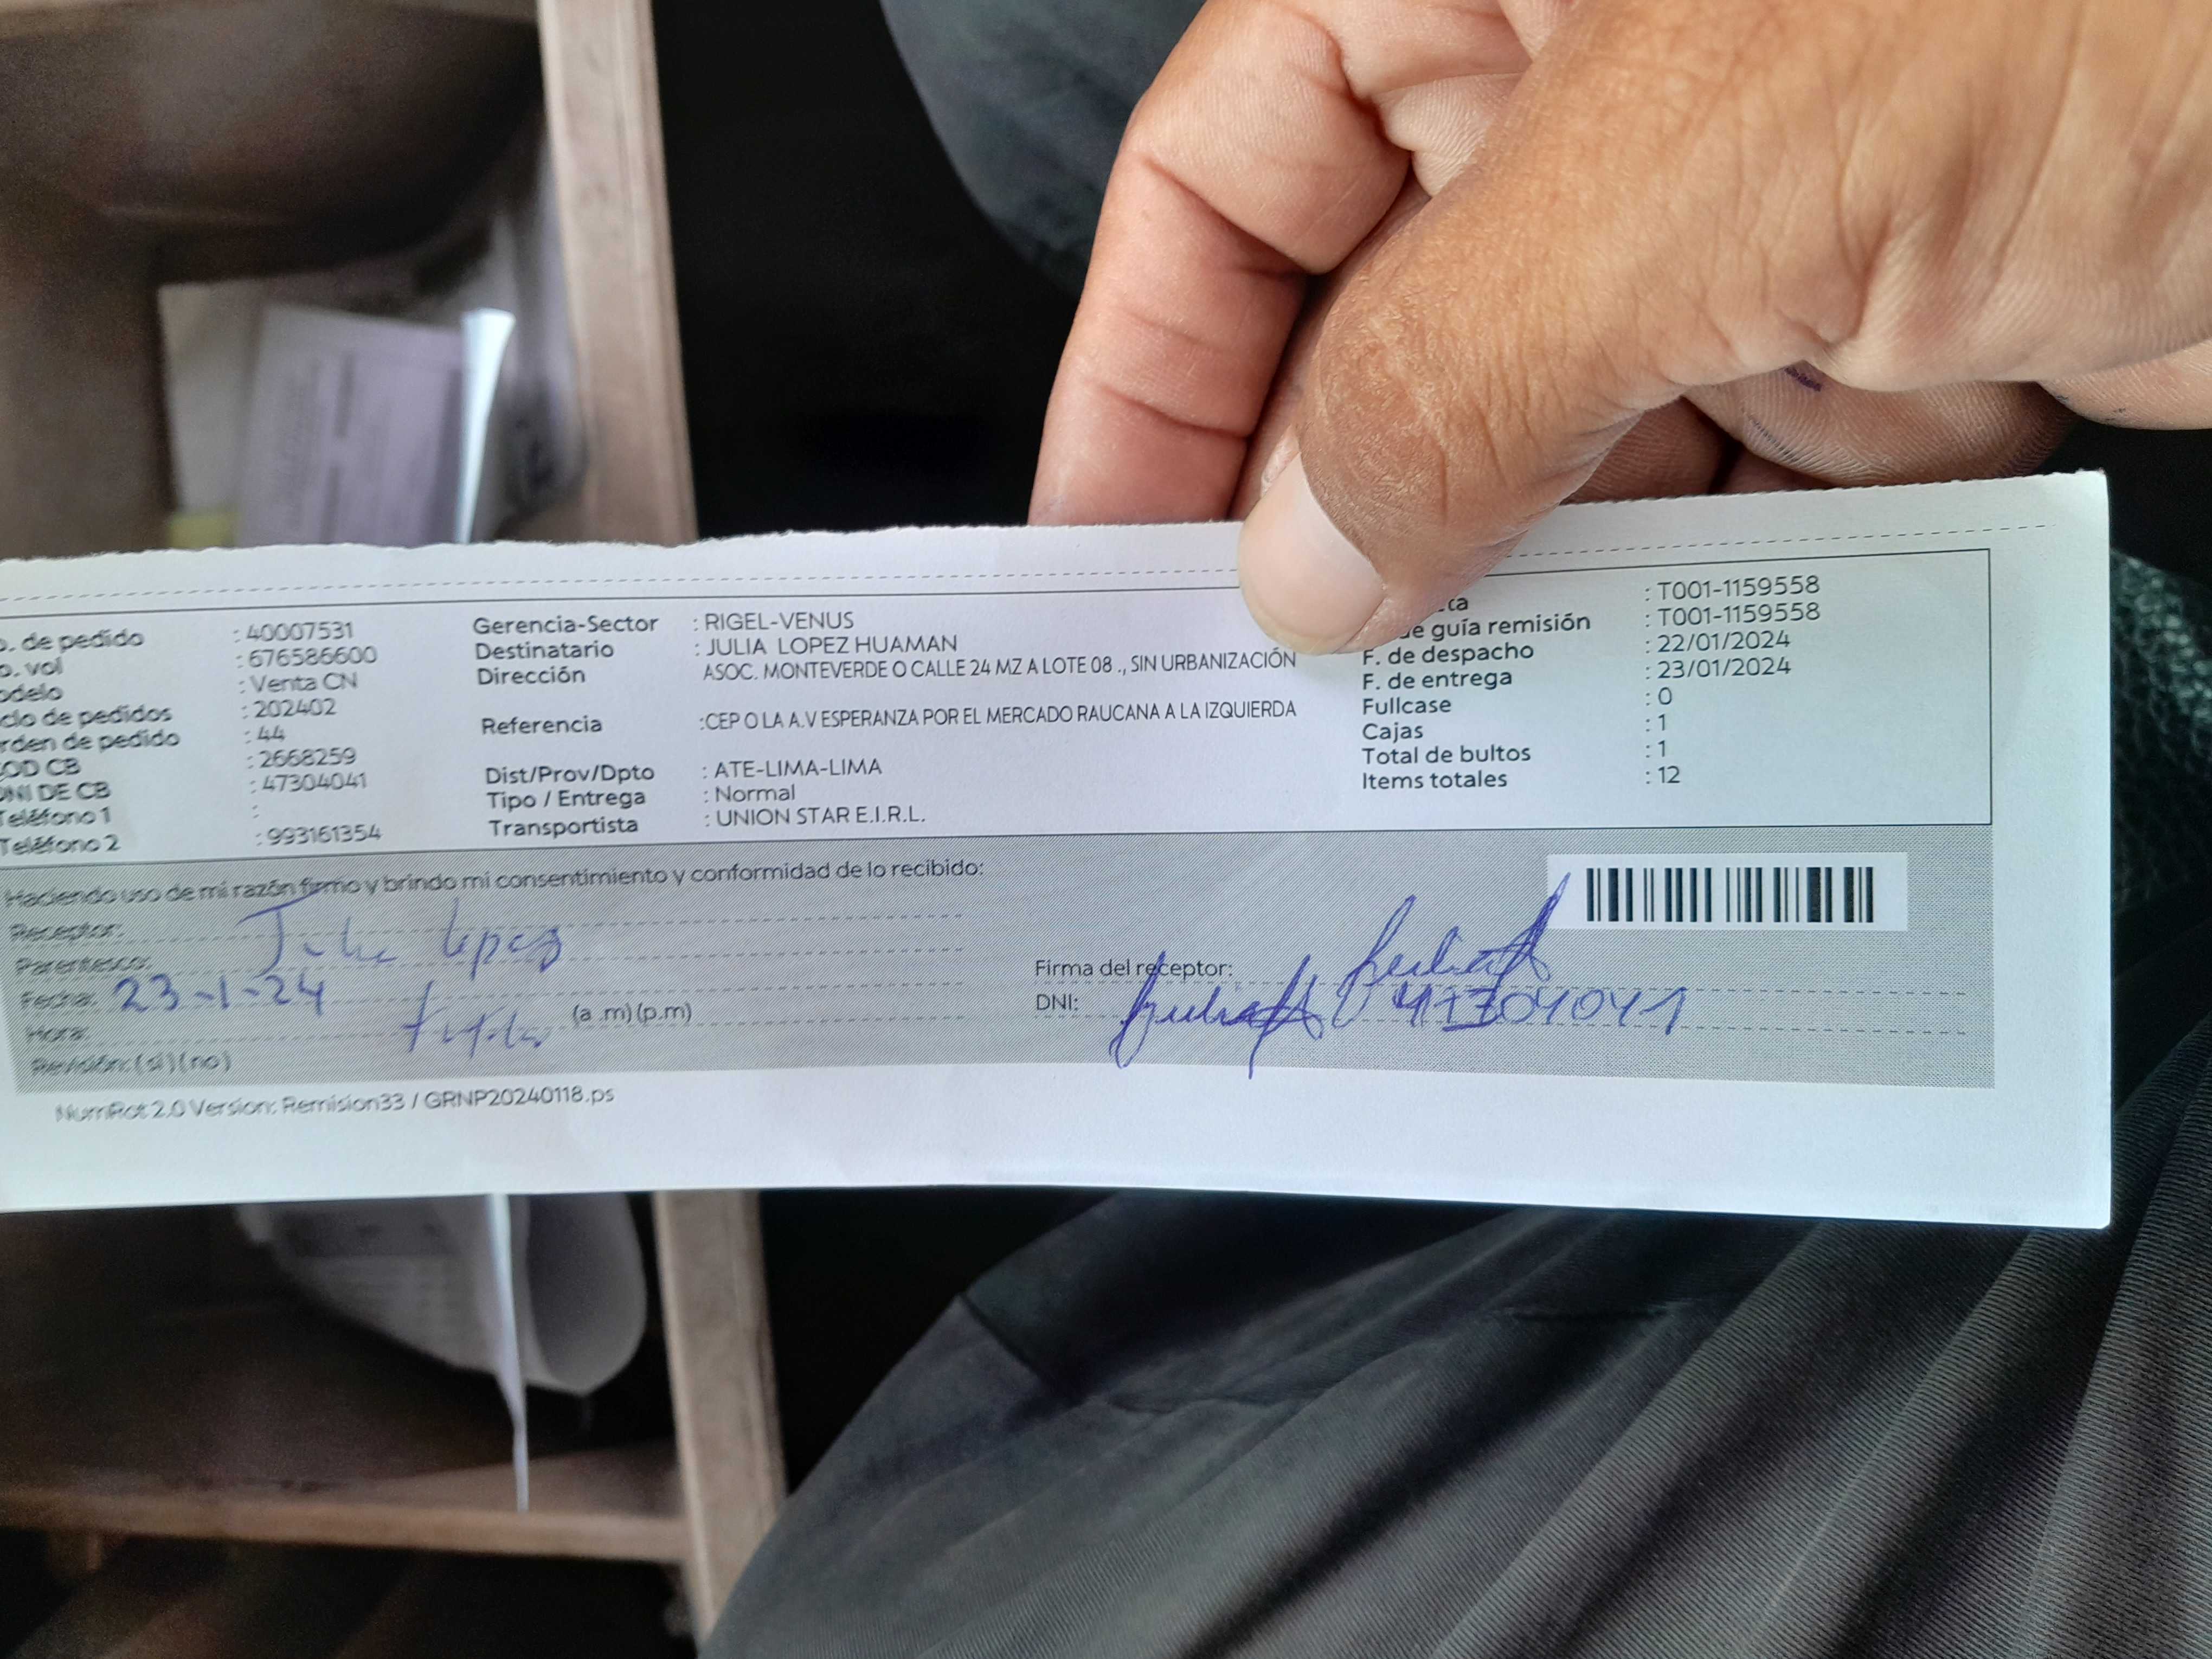 o. de pedido : 40007531
o. vol : 676586600
odelo : Venta CN
clo de pedidos : 202402
rden de pedido : 44
OD CB : 2668259
DNI DE CB : 47304041
Teléfono 1 :
Teléfono 2 : 993161354
Gerencia-Sector : RIGEL-VENUS
Destinatario : JULIA LOPEZ HUAMAN
Dirección ASOC. MONTEVERDE O CALLE 24 MZ A LOTE 08 ., SIN URBANIZACIÓN
Referencia :CEP O LA A.V ESPERANZA POR EL MERCADO RAUCANA A LA IZQUIERDA
Dist/Prov/Dpto : ATE-LIMA-LIMA
Tipo / Entrega : Normal
Transportista : UNION STAR E.I.R.L.
ta : T001-1159558
de guía remisión : T001-1159558
F. de despacho : 22/01/2024
F. de entrega : 23/01/2024
Fullcase : 0
Cajas : 1
Total de bultos : 1
Items totales : 12
Haciendo uso de mi razón firmo y brindo mi consentimiento y conformidad de lo recibido:
Receptor: Julia Lopez
Parentesco:
Fecha: 23-1-24
Hora: (a .m) (p.m)
Revisión: ( si ) ( no )
Firma del receptor:
DNI: 47304041
NumRot 2.0 Version: Remision33 / GRNP20240118.ps